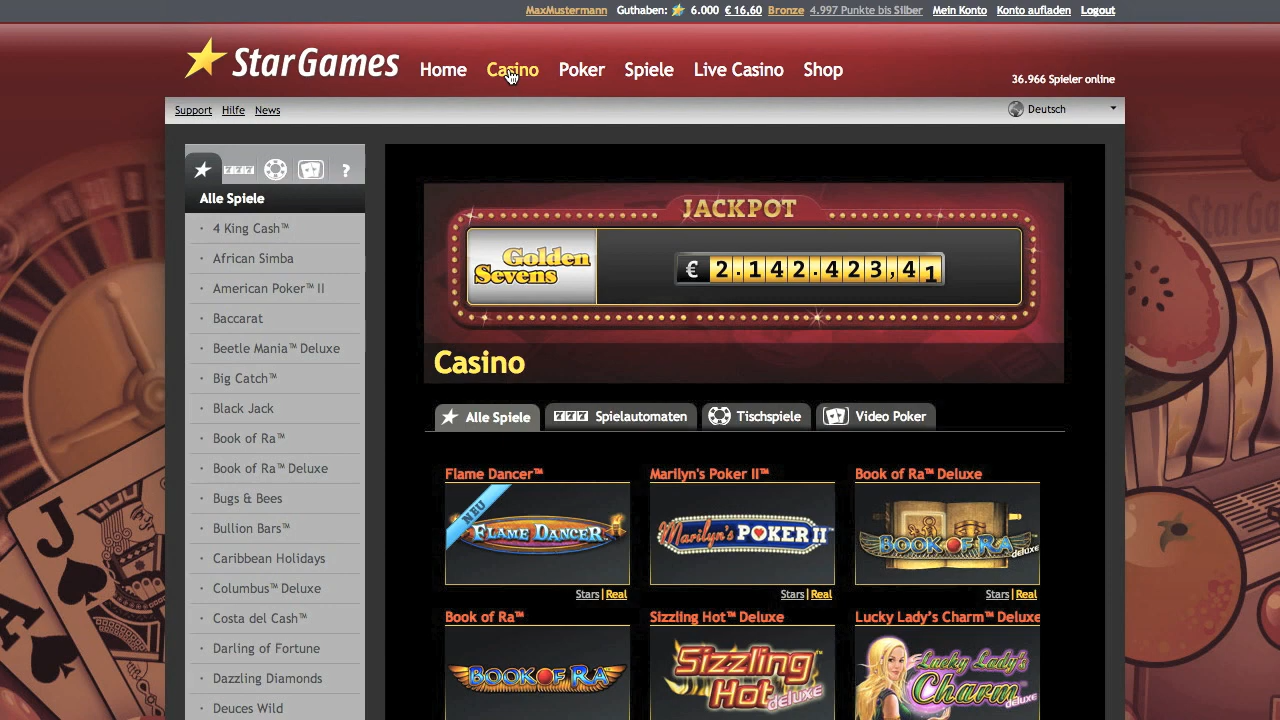 MaxMustermann Guthaben: 6.000 € 16,60 Bronze 4.997 Punkte bis Silber Mein Konto Konto aufladen Logout
StarGames Home Casino Poker Spiele Live Casino Shop
36.966 Spieler online
Support Hilfe News Deutsch
StarGames
777 ?
Alle Spiele
4 King Cash™
African Simba
American Poker™ II
Baccarat
Beetle Mania™ Deluxe
Big Catch™
Black Jack
Book of Ra™
Book of Ra™ Deluxe
Bugs & Bees
Bullion Bars™
Caribbean Holidays
Columbus™ Deluxe
Costa del Cash™
Darling of Fortune
Dazzling Diamonds
Deuces Wild
JACKPOT
Golden
Sevens
€ 2.142.423,41
Casino
Alle Spiele 777 Spielautomaten Tischspiele Video Poker
Flame Dancer™ Marilyn's Poker II™ Book of Ra™ Deluxe
NEU
FLAME DANCER Marilyn's POKER II BOOK OF RA deluxe
Stars | Real Stars | Real Stars | Real
Book of Ra™ Sizzling Hot™ Deluxe Lucky Lady's Charm™ Deluxe
BOOK OF RA Sizzling Hot deluxe Lucky Lady's Charm deluxe
J
A